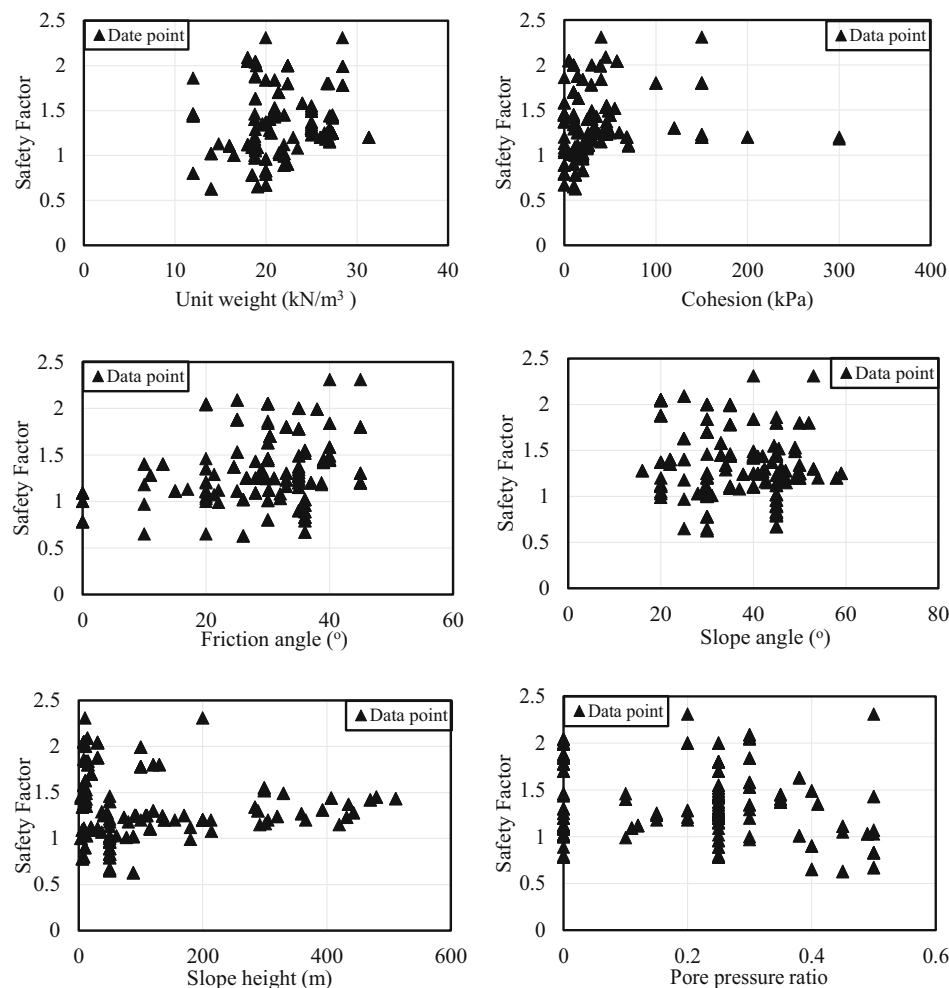 Safety Factor
2.5
2
1.5
1
0.5
0
▲ Date point
0 10 20 30 40
Unit weight (kN/m³ )
Safety Factor
2.5
2
1.5
1
0.5
0
▲ Data point
0 100 200 300 400
Cohesion (kPa)
Safety Factor
2.5
2
1.5
1
0.5
0
▲ Data point
0 20 40 60
Friction angle (°)
Safety Factor
2.5
2
1.5
1
0.5
0
▲ Data point
0 20 40 60 80
Slope angle (°)
Safety Factor
2.5
2
1.5
1
0.5
0
▲ Data point
0 200 400 600
Slope height (m)
Safety Factor
2.5
2
1.5
1
0.5
0
▲ Data point
0 0.2 0.4 0.6
Pore pressure ratio